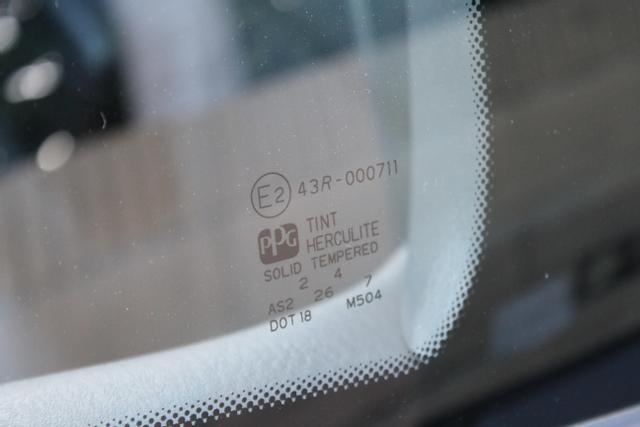 E2 43R-000711
PPG TINT
HERCULITE
SOLID TEMPERED
2 4 7
AS2 26
DOT 18 M504